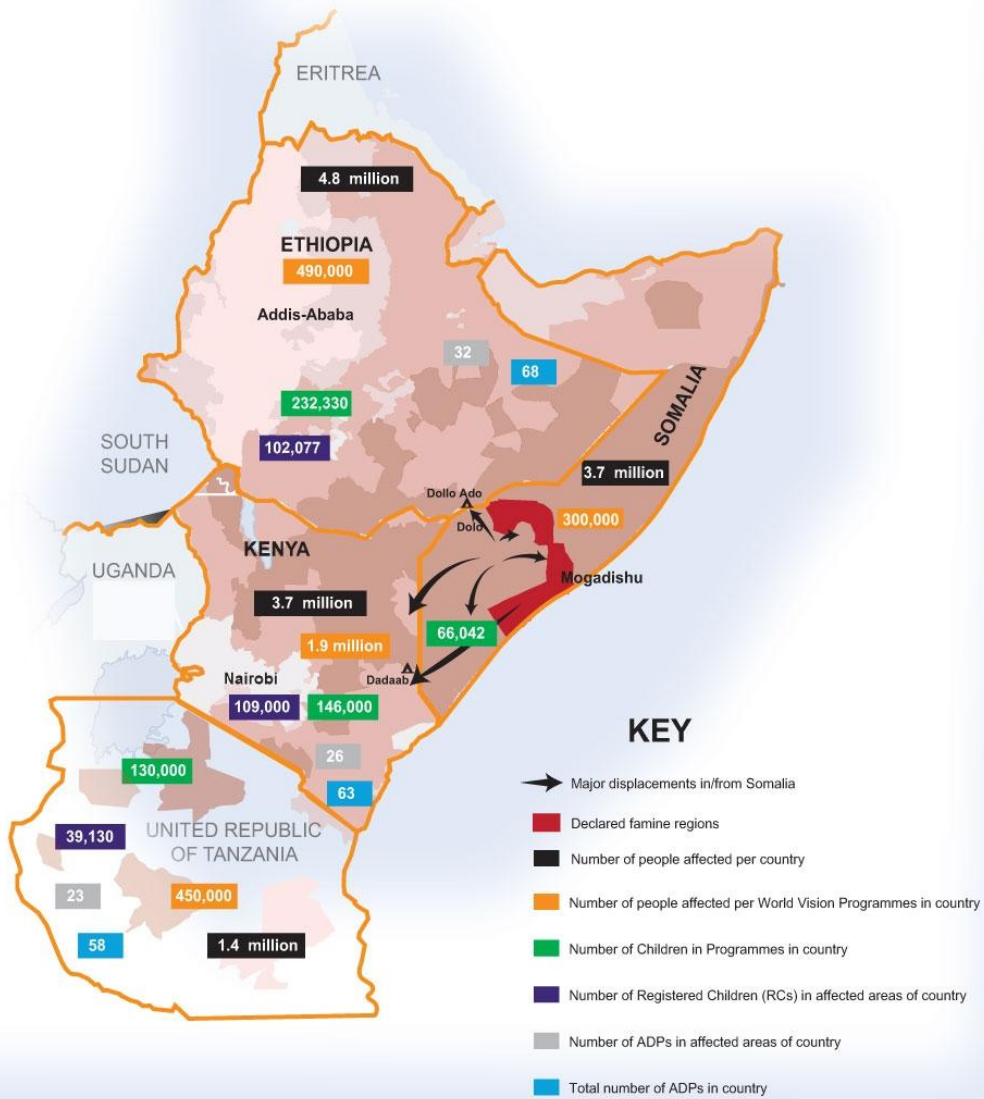 ERITREA
4.8 million
ETHIOPIA
490,000
Addis-Ababa
32
68
232,330
102,077
SOMALIA
SOUTH
SUDAN
3.7 million
Dollo Ado
Dolo
300,000
KENYA
UGANDA
Mogadishu
3.7 million
66,042
1.9 million
Nairobi
Dadaab
109,000
146,000
26
63
130,000
39,130
UNITED REPUBLIC
OF TANZANIA
23
450,000
58
1.4 million
KEY
Major displacements in/from Somalia
Declared famine regions
Number of people affected per country
Number of people affected per World Vision Programmes in country
Number of Children in Programmes in country
Number of Registered Children (RCs) in affected areas of country
Number of ADPs in affected areas of country
Total number of ADPs in country